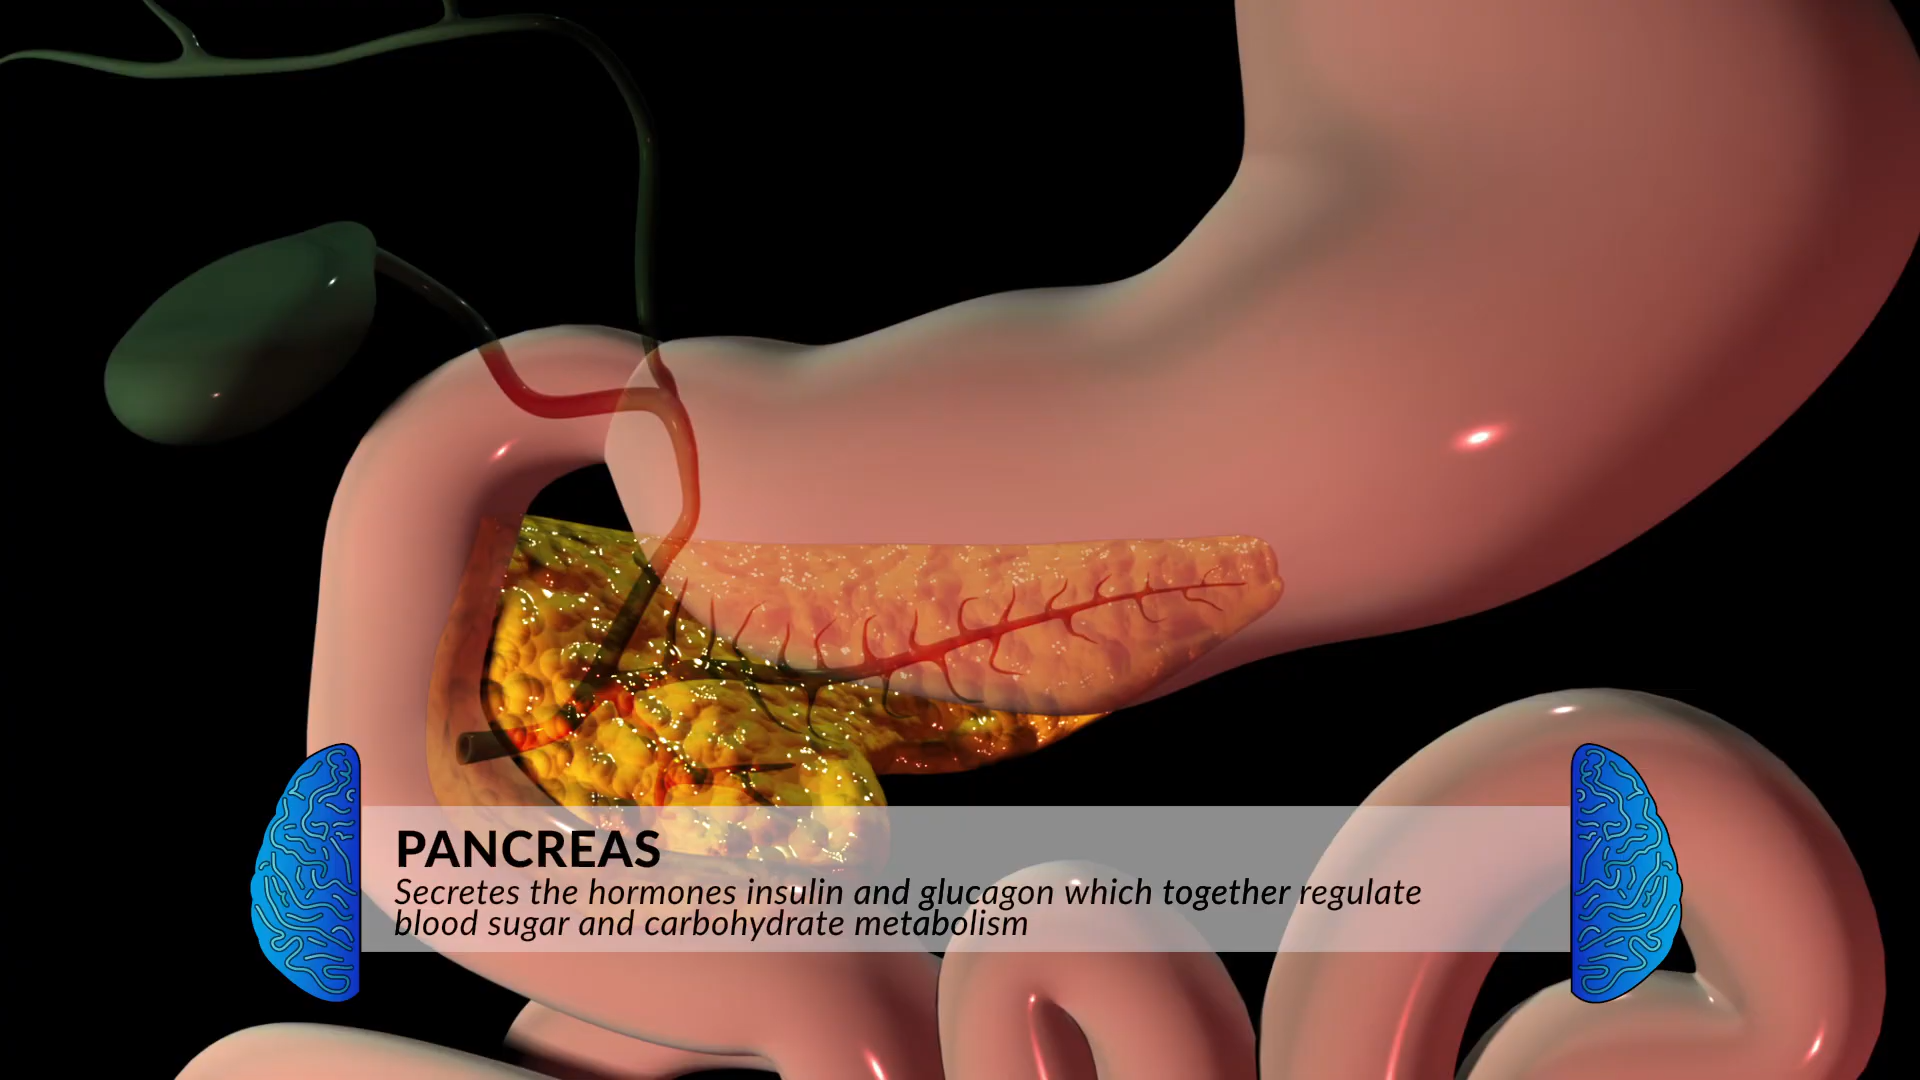 PANCREAS
Secretes the hormones insulin and glucagon which together regulate
blood sugar and carbohydrate metabolism